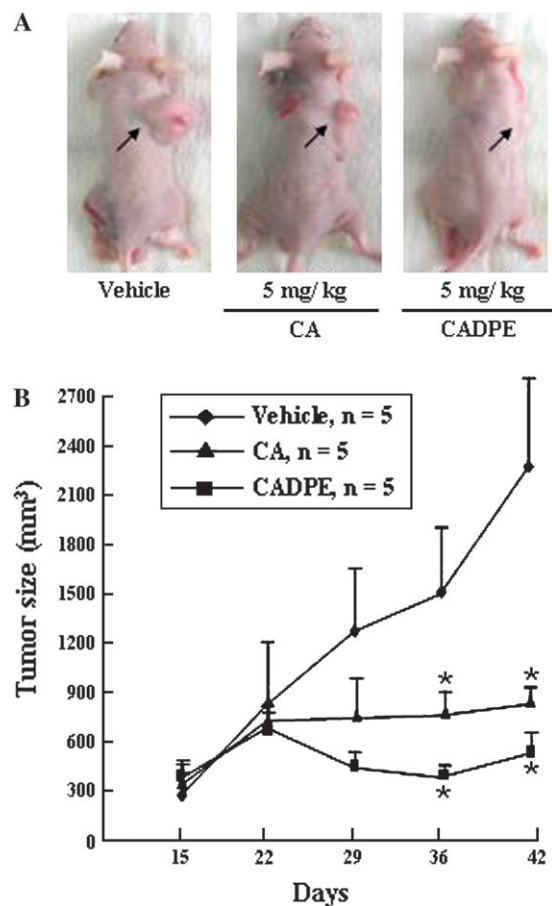 A
Vehicle
5 mg/ kg
CA
5 mg/ kg
CADPE
B
Tumor size (mm³)
2700
2400
2100
1800
1500
1200
900
600
300
0
Vehicle, n = 5
CA, n = 5
CADPE, n = 5
*
*
*
*
15 22 29 36 42
Days